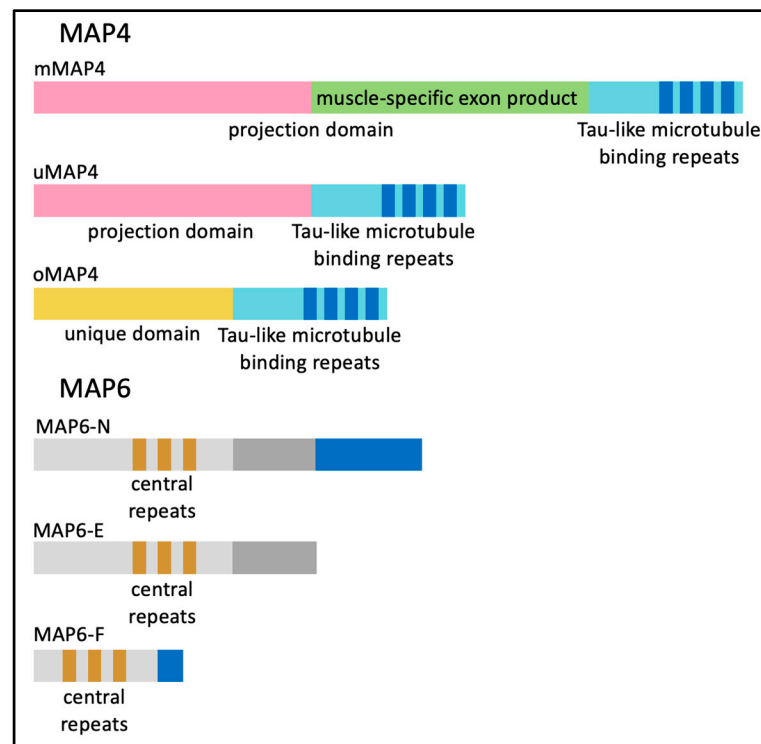 MAP4
mMAP4
muscle-specific exon product
projection domain
Tau-like microtubule
binding repeats
uMAP4
projection domain
Tau-like microtubule
binding repeats
oMAP4
unique domain
Tau-like microtubule
binding repeats
MAP6
MAP6-N
central
repeats
MAP6-E
central
repeats
MAP6-F
central
repeats